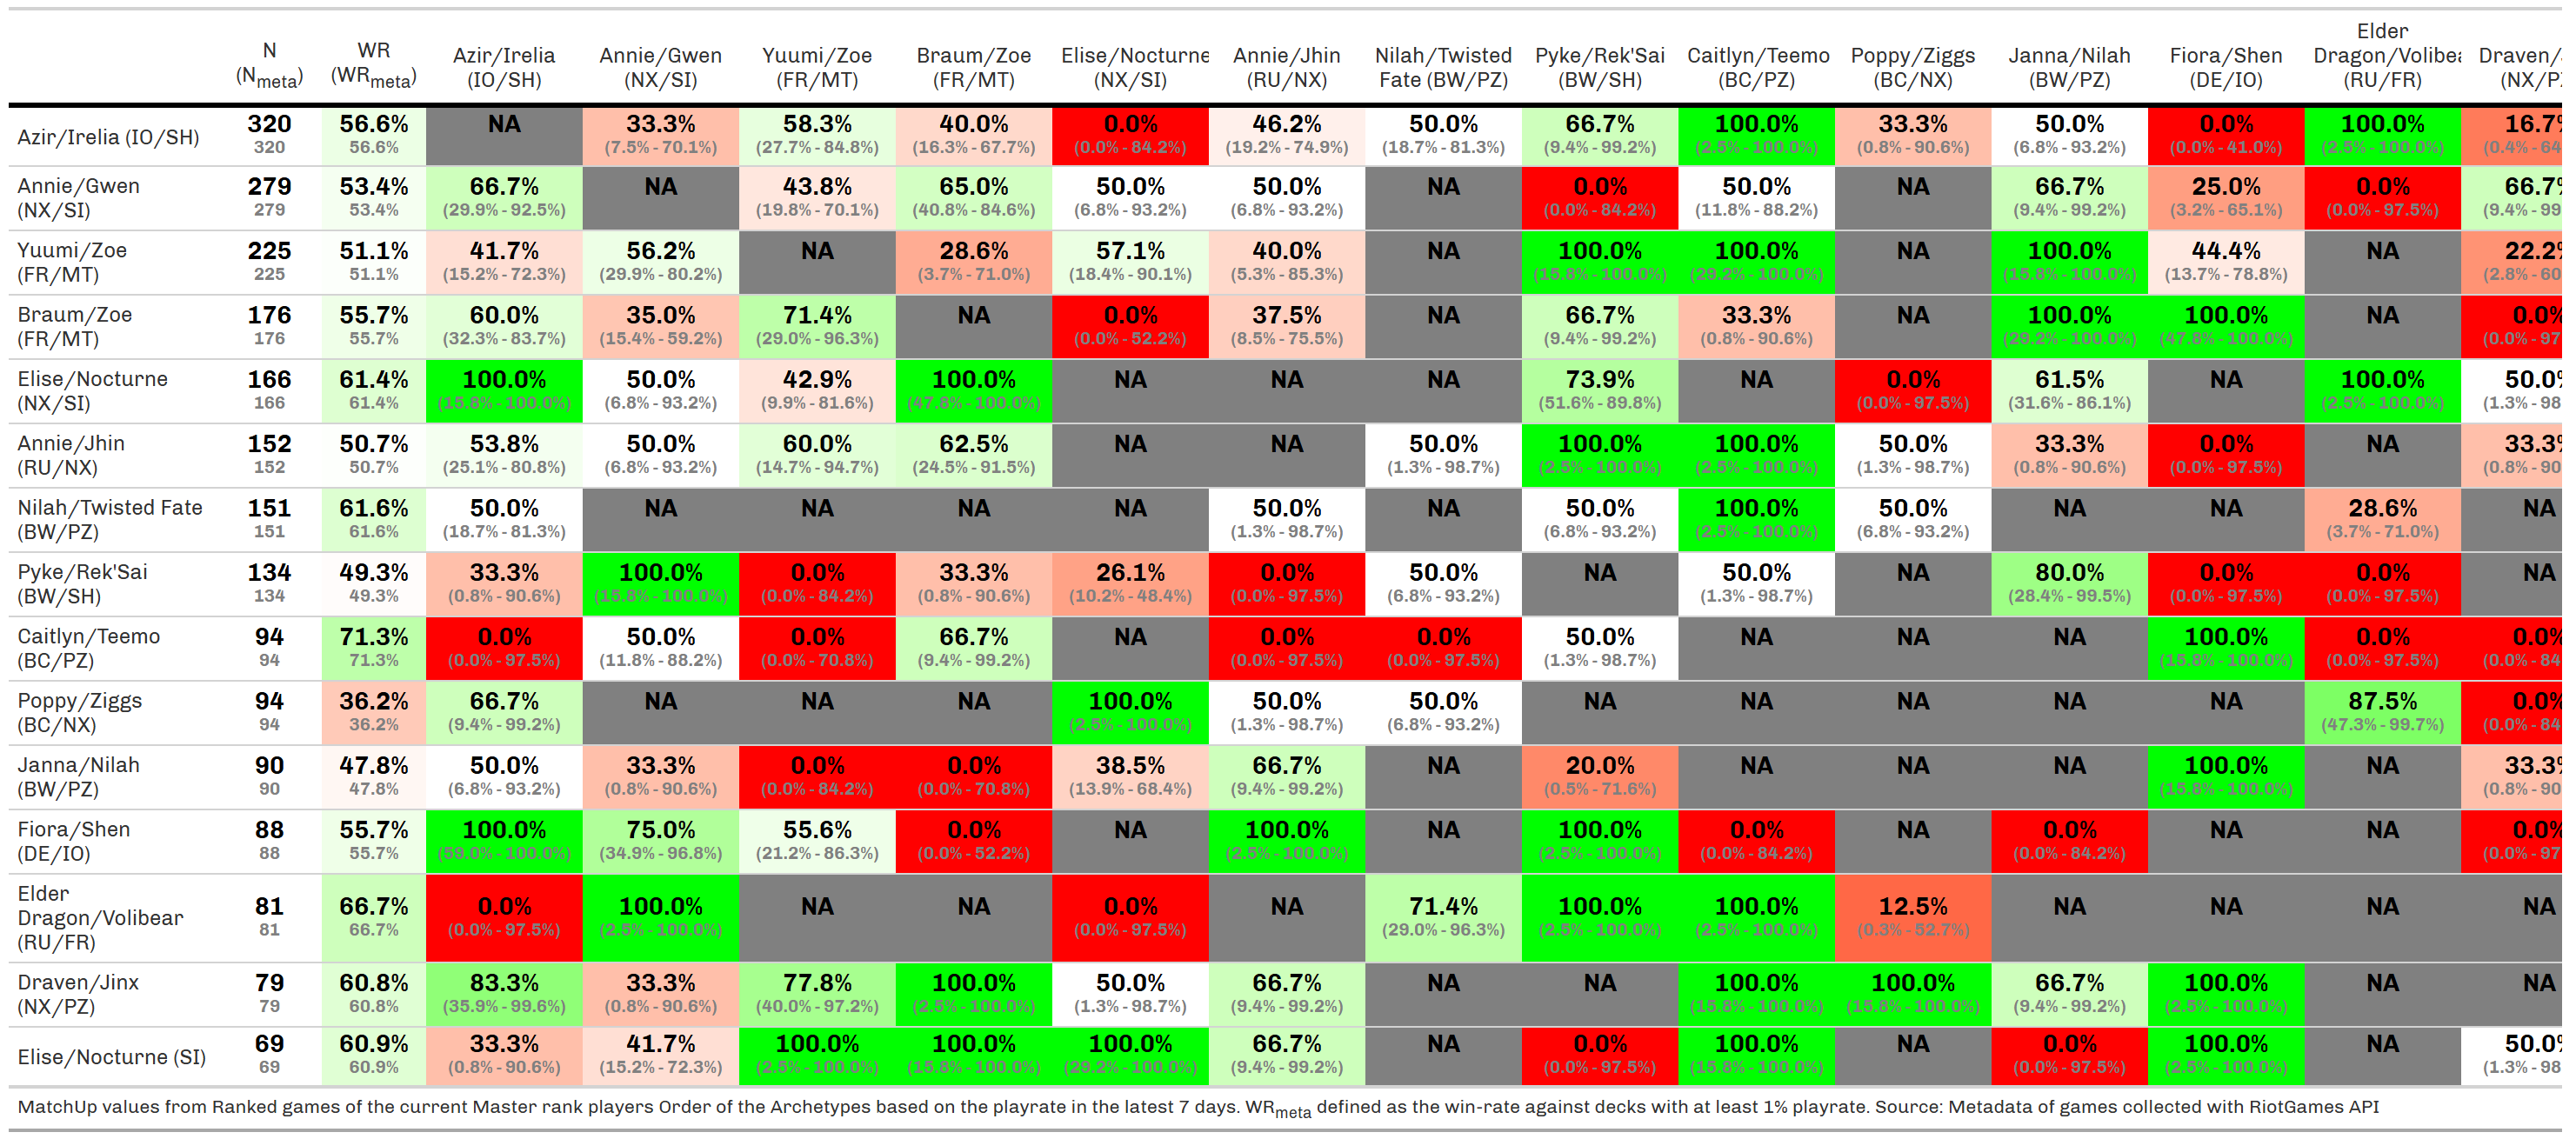 Elder
N WR Azir/Irelia Annie/Gwen Yuumi/Zoe Braum/Zoe Elise/Nocturne Annie/Jhin Nilah/Twisted Pyke/Rek'Sai Caitlyn/Teemo Poppy/Ziggs Janna/Nilah Fiora/Shen Dragon/Volibea Draven/
(Nmeta) (WRmeta) (IO/SH) (NX/SI) (FR/MT) (FR/MT) (NX/SI) (RU/NX) Fate (BW/PZ) (BW/SH) (BC/PZ) (BC/NX) (BW/PZ) (DE/IO) (RU/FR) (NX/P
Azir/Irelia (IO/SH) 320 56.6% NA 33.3% 58.3% 40.0% 0.0% 46.2% 50.0% 66.7% 100.0% 33.3% 50.0% 0.0% 100.0% 16.7%
320 56.6% (7.5% - 70.1%) (27.7% - 84.8%) (16.3% - 67.7%) (0.0% - 84.2%) (19.2% - 74.9%) (18.7% - 81.3%) (9.4% - 99.2%) (2.5% - 100.0%) (0.8% - 90.6%) (6.8% - 93.2%) (0.0% - 41.0%) (2.5% - 100.0%) (0.4% - 64
Annie/Gwen 279 53.4% 66.7% NA 43.8% 65.0% 50.0% 50.0% NA 0.0% 50.0% NA 66.7% 25.0% 0.0% 66.7%
(NX/SI) 279 53.4% (29.9% - 92.5%) (19.8% - 70.1%) (40.8% - 84.6%) (6.8% - 93.2%) (6.8% - 93.2%) (0.0% - 84.2%) (11.8% - 88.2%) (9.4% - 99.2%) (3.2% - 65.1%) (0.0% - 97.5%) (9.4% - 99
Yuumi/Zoe 225 51.1% 41.7% 56.2% NA 28.6% 57.1% 40.0% NA 100.0% 100.0% NA 100.0% 44.4% NA 22.2%
(FR/MT) 225 51.1% (15.2% - 72.3%) (29.9% - 80.2%) (3.7% - 71.0%) (18.4% - 90.1%) (5.3% - 85.3%) (15.8% - 100.0%) (29.2% - 100.0%) (15.8% - 100.0%) (13.7% - 78.8%) (2.8% - 60
Braum/Zoe 176 55.7% 60.0% 35.0% 71.4% NA 0.0% 37.5% NA 66.7% 33.3% NA 100.0% 100.0% NA 0.0%
(FR/MT) 176 55.7% (32.3% - 83.7%) (15.4% - 59.2%) (29.0% - 96.3%) (0.0% - 52.2%) (8.5% - 75.5%) (9.4% - 99.2%) (0.8% - 90.6%) (29.2% - 100.0%) (47.8% - 100.0%) (0.0% - 97
Elise/Nocturne 166 61.4% 100.0% 50.0% 42.9% 100.0% NA NA NA 73.9% NA 0.0% 61.5% NA 100.0% 50.0%
(NX/SI) 166 61.4% (15.8% - 100.0%) (6.8% - 93.2%) (9.9% - 81.6%) (47.8% - 100.0%) (51.6% - 89.8%) (0.0% - 97.5%) (31.6% - 86.1%) (2.5% - 100.0%) (1.3% - 98
Annie/Jhin 152 50.7% 53.8% 50.0% 60.0% 62.5% NA NA 50.0% 100.0% 100.0% 50.0% 33.3% 0.0% NA 33.3%
(RU/NX) 152 50.7% (25.1% - 80.8%) (6.8% - 93.2%) (14.7% - 94.7%) (24.5% - 91.5%) (1.3% - 98.7%) (2.5% - 100.0%) (2.5% - 100.0%) (1.3% - 98.7%) (0.8% - 90.6%) (0.0% - 97.5%) (0.8% - 90
Nilah/Twisted Fate 151 61.6% 50.0% NA NA NA NA 50.0% NA 50.0% 100.0% 50.0% NA NA 28.6% NA
(BW/PZ) 151 61.6% (18.7% - 81.3%) (1.3% - 98.7%) (6.8% - 93.2%) (2.5% - 100.0%) (6.8% - 93.2%) (3.7% - 71.0%)
Pyke/Rek'Sai 134 49.3% 33.3% 100.0% 0.0% 33.3% 26.1% 0.0% 50.0% NA 50.0% NA 80.0% 0.0% 0.0% NA
(BW/SH) 134 49.3% (0.8% - 90.6%) (15.8% - 100.0%) (0.0% - 84.2%) (0.8% - 90.6%) (10.2% - 48.4%) (0.0% - 97.5%) (6.8% - 93.2%) (1.3% - 98.7%) (28.4% - 99.5%) (0.0% - 97.5%) (0.0% - 97.5%)
Caitlyn/Teemo 94 71.3% 0.0% 50.0% 0.0% 66.7% NA 0.0% 0.0% 50.0% NA NA NA 100.0% 0.0% 0.0%
(BC/PZ) 94 71.3% (0.0% - 97.5%) (11.8% - 88.2%) (0.0% - 70.8%) (9.4% - 99.2%) (0.0% - 97.5%) (0.0% - 97.5%) (1.3% - 98.7%) (15.8% - 100.0%) (0.0% - 97.5%) (0.0% - 84
Poppy/Ziggs 94 36.2% 66.7% NA NA NA 100.0% 50.0% 50.0% NA NA NA NA NA 87.5% 0.0%
(BC/NX) 94 36.2% (9.4% - 99.2%) (2.5% - 100.0%) (1.3% - 98.7%) (6.8% - 93.2%) (47.3% - 99.7%) (0.0% - 84
Janna/Nilah 90 47.8% 50.0% 33.3% 0.0% 0.0% 38.5% 66.7% NA 20.0% NA NA NA 100.0% NA 33.3%
(BW/PZ) 90 47.8% (6.8% - 93.2%) (0.8% - 90.6%) (0.0% - 84.2%) (0.0% - 70.8%) (13.9% - 68.4%) (9.4% - 99.2%) (0.5% - 71.6%) (15.8% - 100.0%) (0.8% - 90
Fiora/Shen 88 55.7% 100.0% 75.0% 55.6% 0.0% NA 100.0% NA 100.0% 0.0% NA 0.0% NA NA 0.0%
(DE/IO) 88 55.7% (59.0% - 100.0%) (34.9% - 96.8%) (21.2% - 86.3%) (0.0% - 52.2%) (2.5% - 100.0%) (2.5% - 100.0%) (0.0% - 84.2%) (0.0% - 84.2%) (0.0% - 97
Elder
Dragon/Volibear 81 66.7% 0.0% 100.0% NA NA 0.0% NA 71.4% 100.0% 100.0% 12.5% NA NA NA NA
(RU/FR) 81 66.7% (0.0% - 97.5%) (2.5% - 100.0%) (0.0% - 97.5%) (29.0% - 96.3%) (2.5% - 100.0%) (2.5% - 100.0%) (0.3% - 52.7%)
Draven/Jinx 79 60.8% 83.3% 33.3% 77.8% 100.0% 50.0% 66.7% NA NA 100.0% 100.0% 66.7% 100.0% NA NA
(NX/PZ) 79 60.8% (35.9% - 99.6%) (0.8% - 90.6%) (40.0% - 97.2%) (2.5% - 100.0%) (1.3% - 98.7%) (9.4% - 99.2%) (15.8% - 100.0%) (15.8% - 100.0%) (9.4% - 99.2%) (2.5% - 100.0%)
Elise/Nocturne (SI) 69 60.9% 33.3% 41.7% 100.0% 100.0% 100.0% 66.7% NA 0.0% 100.0% NA 0.0% 100.0% NA 50.0%
69 60.9% (0.8% - 90.6%) (15.2% - 72.3%) (2.5% - 100.0%) (15.8% - 100.0%) (29.2% - 100.0%) (9.4% - 99.2%) (0.0% - 97.5%) (15.8% - 100.0%) (0.0% - 97.5%) (2.5% - 100.0%) (1.3% - 98
MatchUp values from Ranked games of the current Master rank players Order of the Archetypes based on the playrate in the latest 7 days. WRmeta defined as the win-rate against decks with at least 1% playrate. Source: Metadata of games collected with RiotGames API